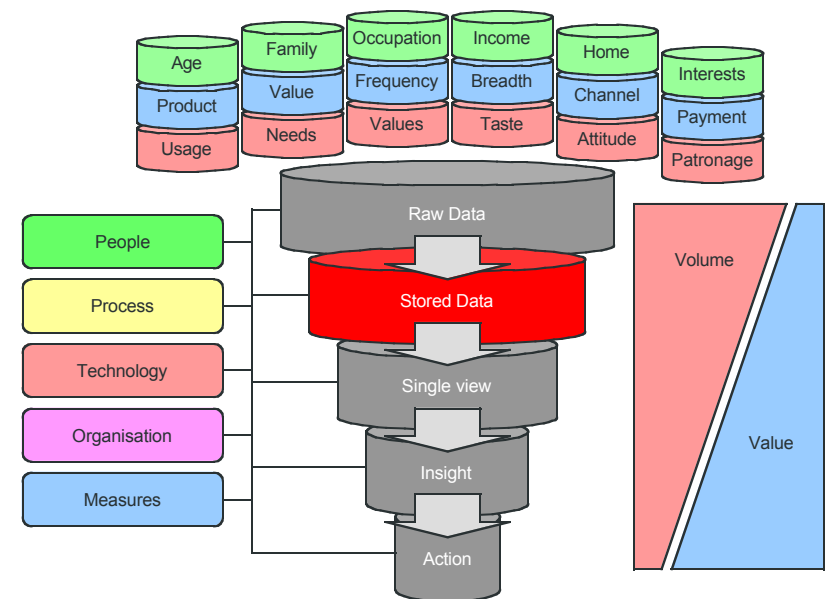 Age
Product
Usage
Family
Value
Needs
Occupation
Frequency
Values
Income
Breadth
Taste
Home
Channel
Attitude
Interests
Payment
Patronage
Raw Data
Stored Data
Single view
Insight
Action
People
Process
Technology
Organisation
Measures
Volume
Value